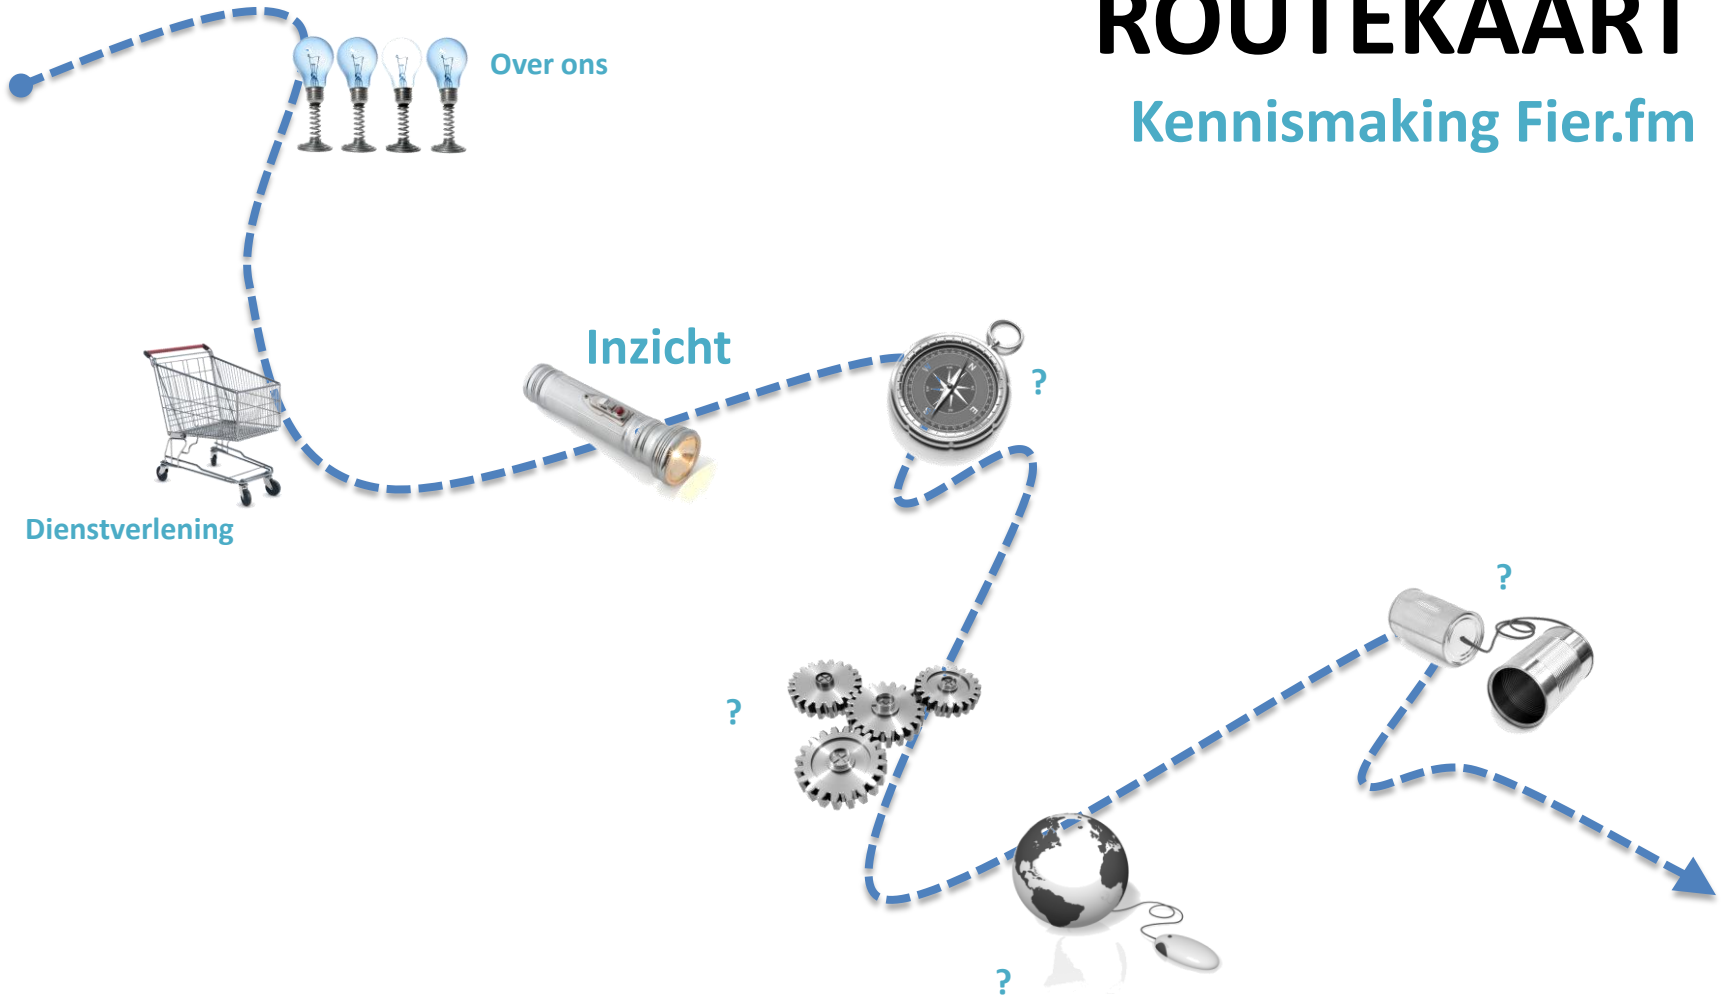 ROUTEKAART
Kennismaking Fier.fm
Over ons
Inzicht
?
Dienstverlening
?
?
?